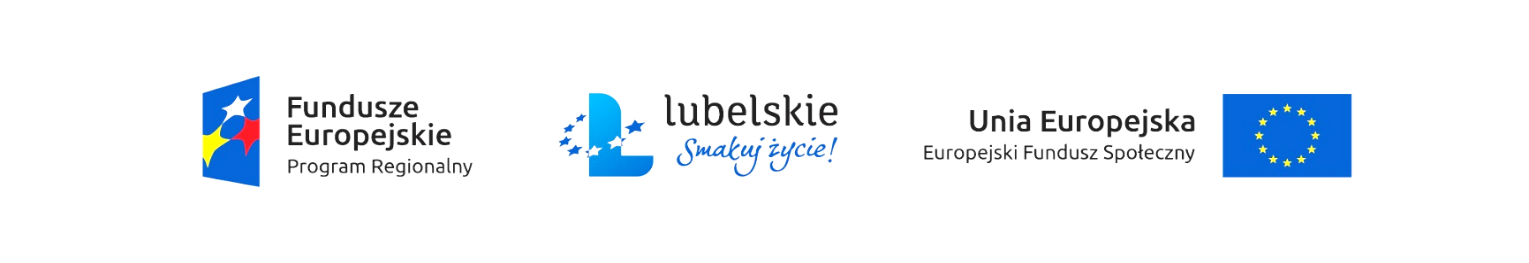 Fundusze
Europejskie
Program Regionalny
lubelskie
Smakuj życie!
Unia Europejska
Europejski Fundusz Społeczny